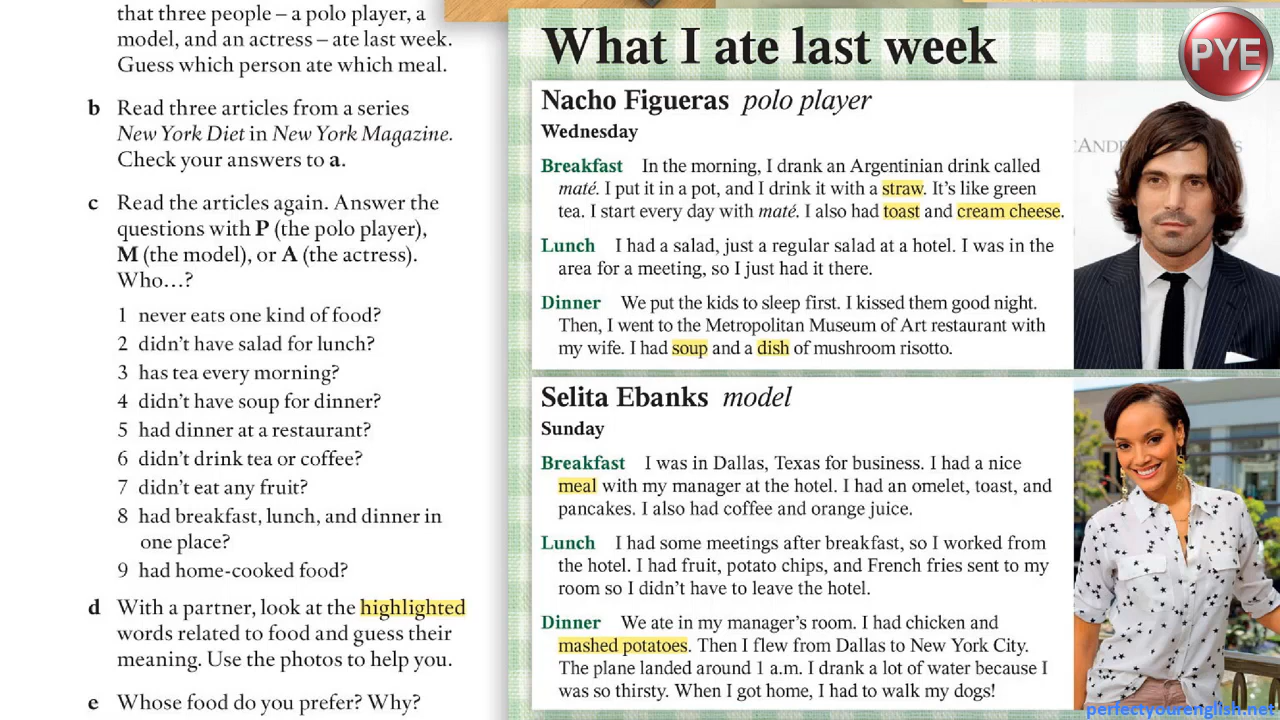 that three people – a polo player, a
model, and an actress – ate last week.
Guess which person ate which meal.
b Read three articles from a series
New York Diet in New York Magazine.
Check your answers to a.
c Read the articles again. Answer the
questions with P (the polo player),
M (the model), or A (the actress).
Who…?
1 never eats one kind of food?
2 didn't have bread for lunch?
3 has tea every morning
4 didn't have soup for dinner?
5 had dinner in a restaurant
6 didn't drink tea or coffee?
7 didn't eat out?
8 had breakfast, lunch, and dinner
one place?
9 had home-cooked food?
d With a partner, look at the highlighted
words about food and guess their
meaning. Use the photos to help you.
e food you prefer? Why?
What I ate last week
Nacho Figueras polo player
Wednesday
Breakfast In the morning, I drank an Argentinian drink called
maté. I put it in a pot, and I drink it with a straw. It's like green
tea. I start every day with maté. I also had toast and cream cheese.
Lunch I had a salad, just a regular salad at a hotel. I was in the
area for a meeting, so I just had it there.
Dinner We put the kids to sleep first. I kissed them good night.
Then, I went to the Metropolitan Museum of Art restaurant with
my wife. I had soup and a dish of mushroom risotto.
Selita Ebanks model
Sunday
Breakfast I was in Dallas, Texas for business. I had a nice
meal with my manager at the hotel. I had an omelet, toast, and
pancakes. I also had coffee and orange juice.
Lunch I had some meetings after breakfast, so I worked from
the hotel. I had fruit, potato chips, and French fries sent to my
room so I didn't have to leave the hotel.
Dinner We ate in my manager's room. I had chicken and
mashed potatoes. Then I flew from Dallas to New York City.
The plane landed around I drank a lot of water because I
was so thirsty. When I got home, I had to walk my dogs!
PYE
perfectyourenglish.net